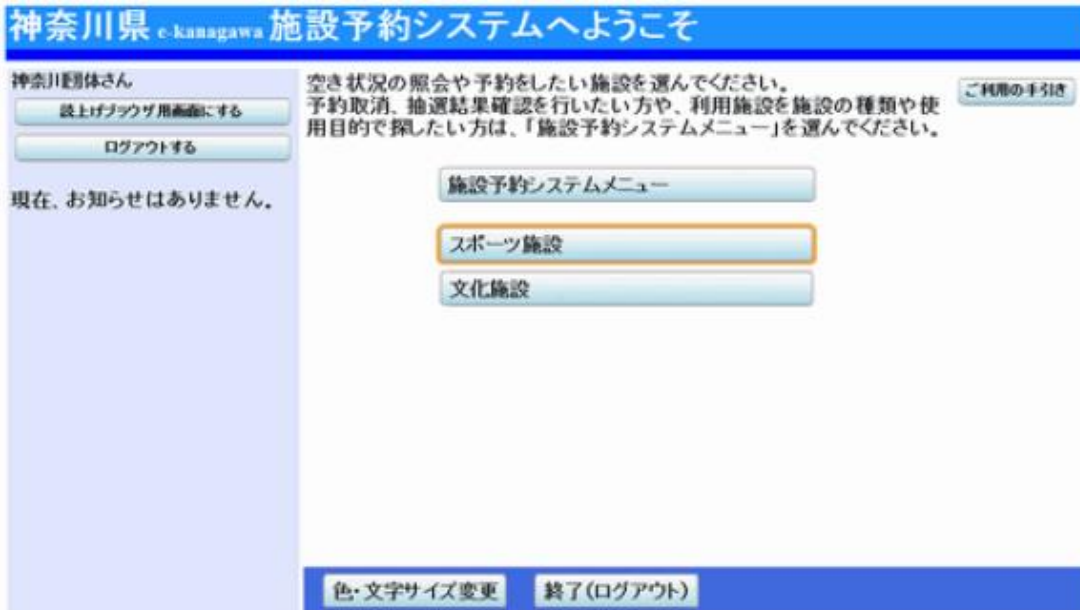 神奈川県 e-kanagawa 施設予約システムへようこそ
神奈川団体さん
読上げブラウザ用画面にする
ログアウトする
現在、お知らせはありません。
空き状況の照会や予約をしたい施設を選んでください。
予約取消、抽選結果確認を行いたい方や、利用施設を施設の種類や使
用目的で探したい方は、「施設予約システムメニュー」を選んでください。
ご利用の手引き
施設予約システムメニュー
スポーツ施設
文化施設
色・文字サイズ変更
終了(ログアウト)